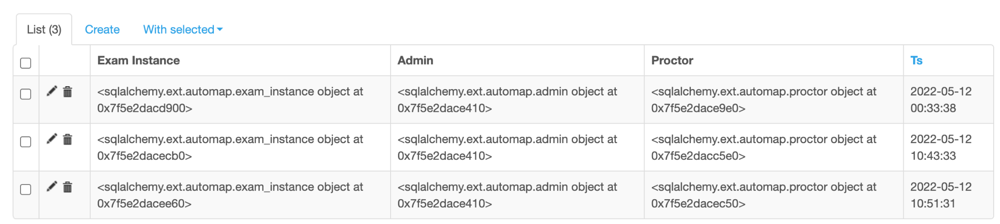 List (3) Create With selected
Exam Instance Admin Proctor Ts
<sqlalchemy.ext.automap.exam_instance object at <sqlalchemy.ext.automap.admin object at <sqlalchemy.ext.automap.proctor object at 2022-05-12
0x7f5e2dacd900> 0x7f5e2dace410> 0x7f5e2dace9e0> 00:33:38
<sqlalchemy.ext.automap.exam_instance object at <sqlalchemy.ext.automap.admin object at <sqlalchemy.ext.automap.proctor object at 2022-05-12
0x7f5e2dacecb0> 0x7f5e2dace410> 0x7f5e2dacc5e0> 10:43:33
<sqlalchemy.ext.automap.exam_instance object at <sqlalchemy.ext.automap.admin object at <sqlalchemy.ext.automap.proctor object at 2022-05-12
0x7f5e2dacee60> 0x7f5e2dace410> 0x7f5e2dacec50> 10:51:31